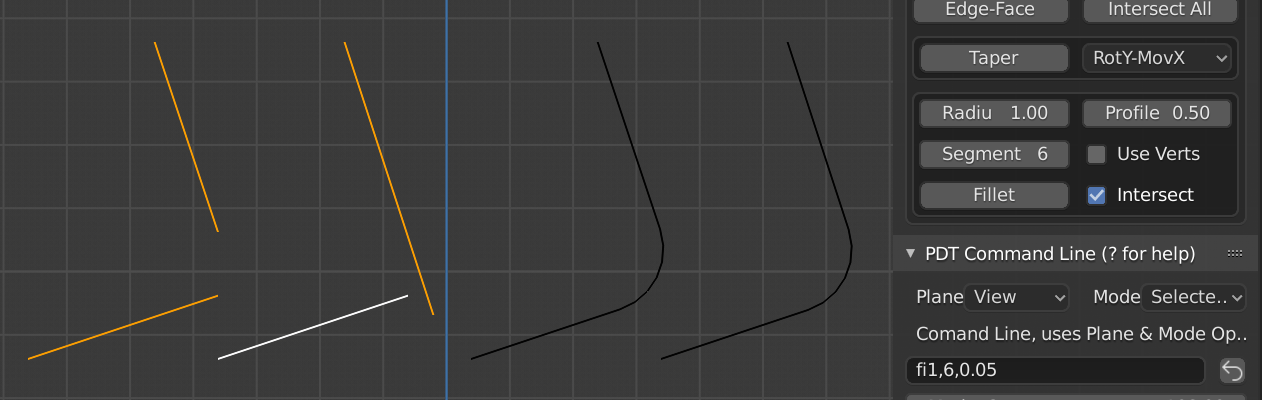 Edge-Face Intersect All
Taper RotY-MovX
Radiu 1.00 Profile 0.50
Segment 6 Use Verts
Fillet Intersect
PDT Command Line (? for help)
Plane View Mode Selecte..
Comand Line, uses Plane & Mode Op..
fi1,6,0.05